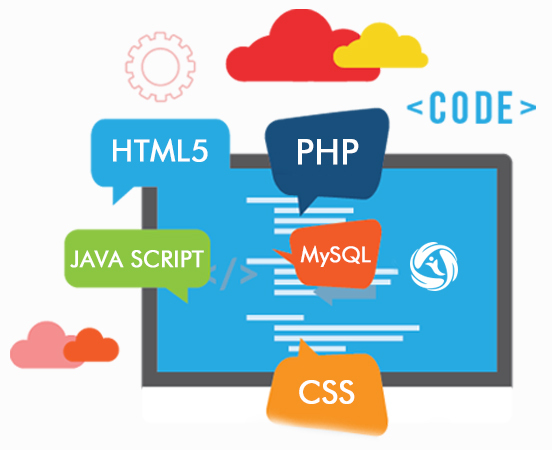 <CODE>
HTML5
PHP
JAVA SCRIPT
MySQL
</>
CSS